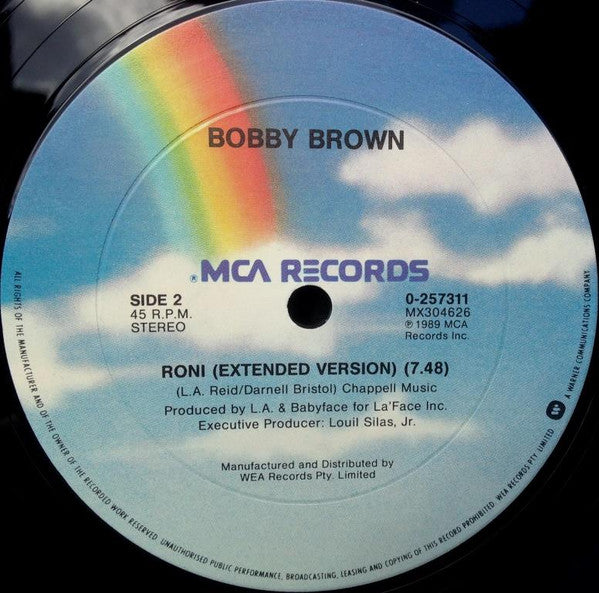 BOBBY BROWN
® MCA RECORDS
SIDE 2
45 R.P.M.
STEREO
0-257311
MX304626
℗ 1989 MCA
Records Inc.
RONI (EXTENDED VERSION) (7.48)
(L.A. Reid/Darnell Bristol) Chappell Music
Produced by L.A. & Babyface for La'Face Inc.
Executive Producer: Louil Silas, Jr.
Manufactured and Distributed by
WEA Records Pty. Limited
ALL RIGHTS OF THE MANUFACTURER AND OF THE OWNER OF THE RECORDED WORK RESERVED. UNAUTHORISED PUBLIC PERFORMANCE, BROADCASTING, LEASING AND COPYING OF THIS RECORD PROHIBITED. WEA RECORDS PTY. LIMITED
A WARNER COMMUNICATIONS COMPANY.